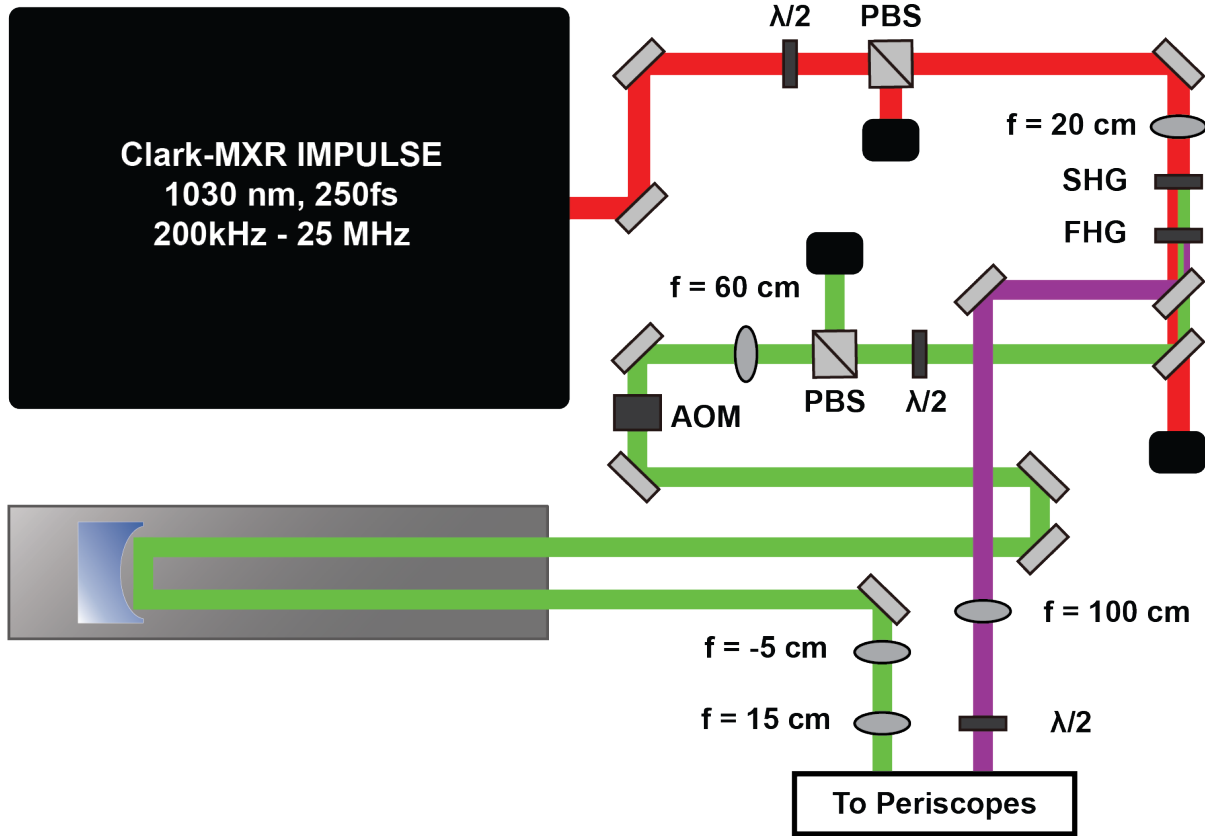 λ/2
PBS
Clark-MXR IMPULSE
1030 nm, 250fs
200kHz - 25 MHz
f = 20 cm
SHG
FHG
f = 60 cm
PBS
λ/2
AOM
f = 100 cm
f = -5 cm
f = 15 cm
λ/2
To Periscopes